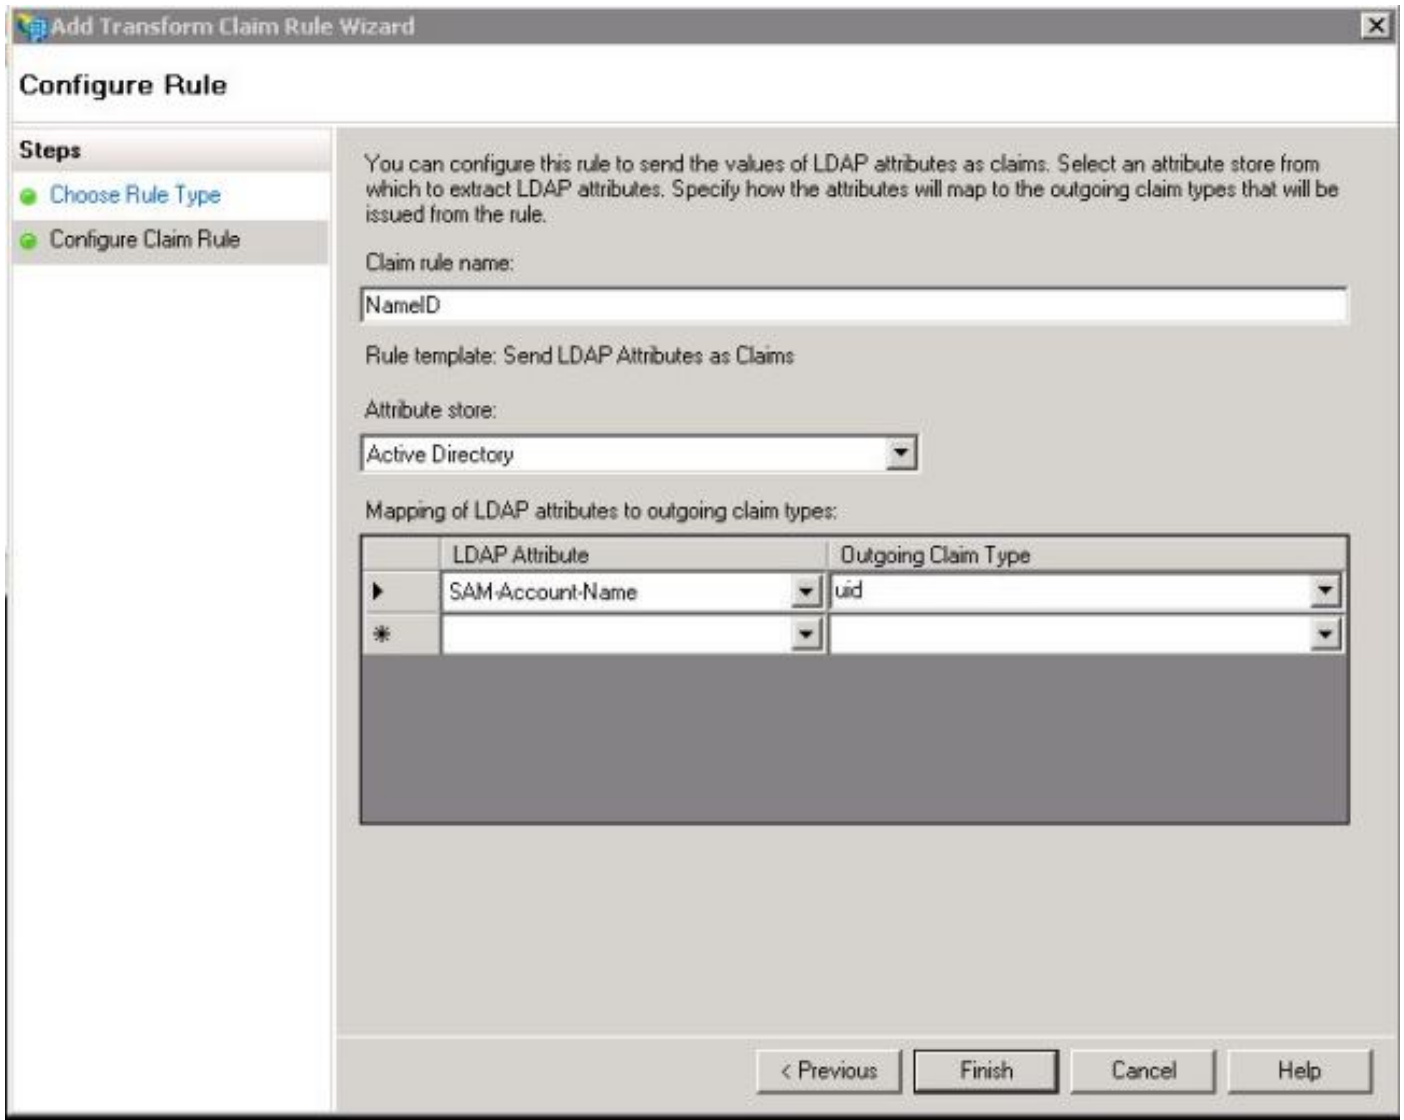 Add Transform Claim Rule Wizard
Configure Rule
Steps
Choose Rule Type
Configure Claim Rule
You can configure this rule to send the values of LDAP attributes as claims. Select an attribute store from
which to extract LDAP attributes. Specify how the attributes will map to the outgoing claim types that will be
issued from the rule.
Claim rule name:
NameID
Rule template: Send LDAP Attributes as Claims
Attribute store:
Active Directory
Mapping of LDAP attributes to outgoing claim types:
LDAP Attribute Outgoing Claim Type
SAM-Account-Name uid
*
< Previous Finish Cancel Help